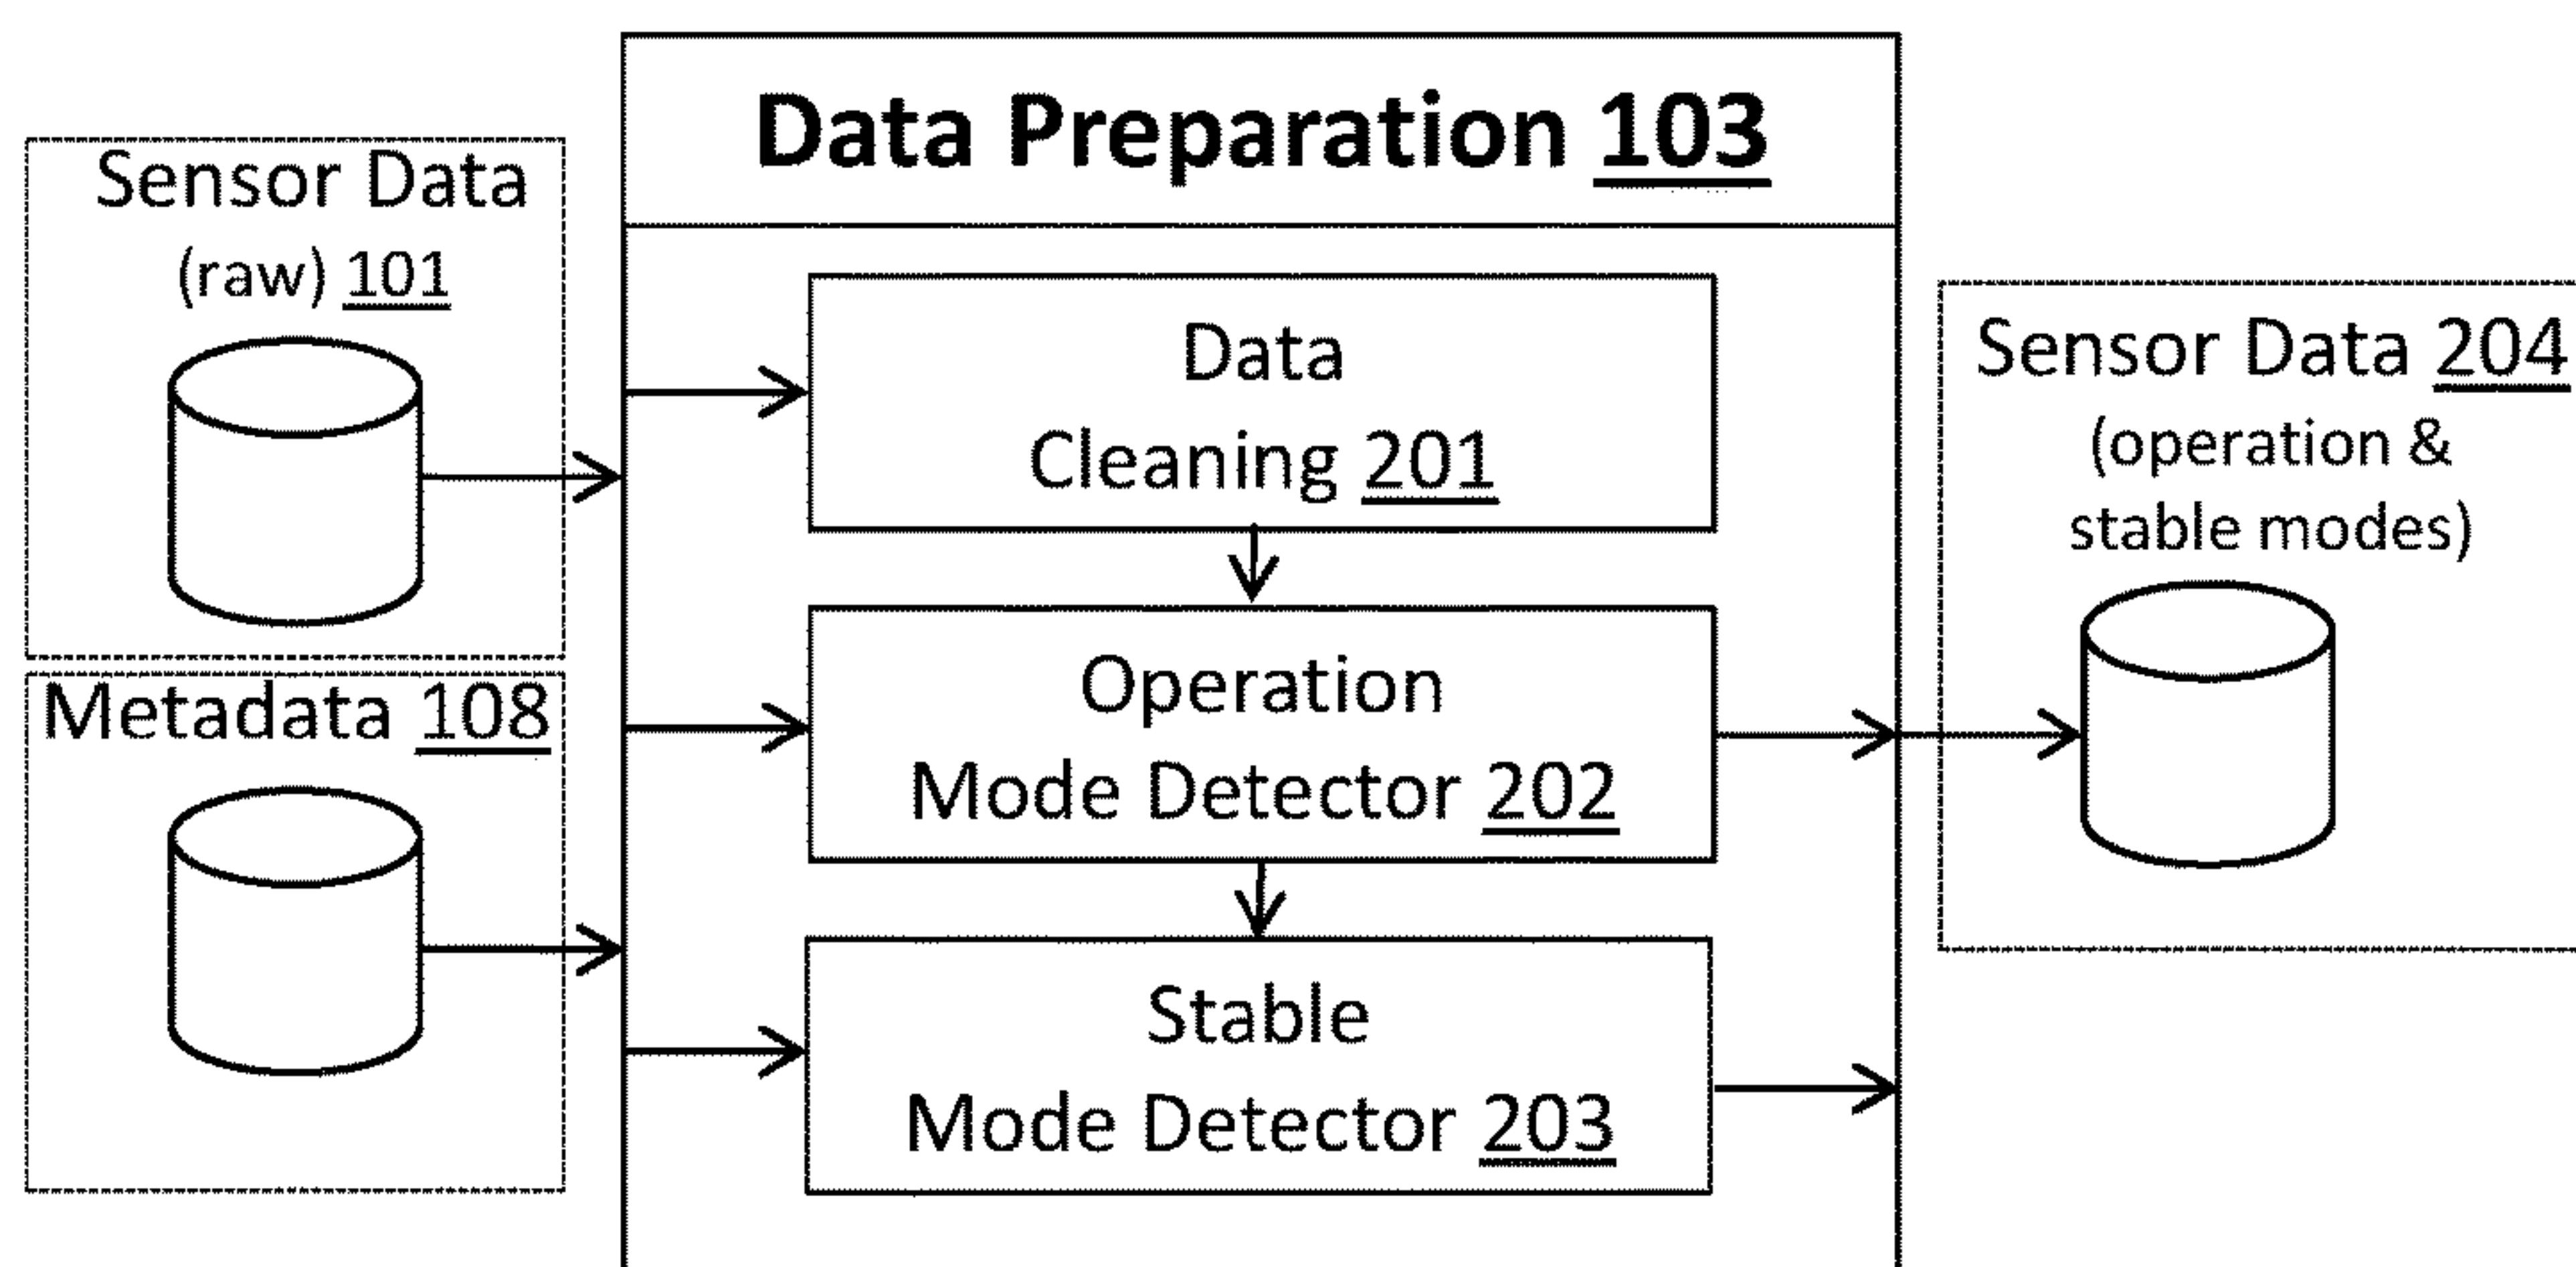 Data Preparation 103
Sensor Data
(raw) 101
Metadata 108
Data
Cleaning 201
Operation
Mode Detector 202
Stable
Mode Detector 203
Sensor Data 204
(operation &
stable modes)